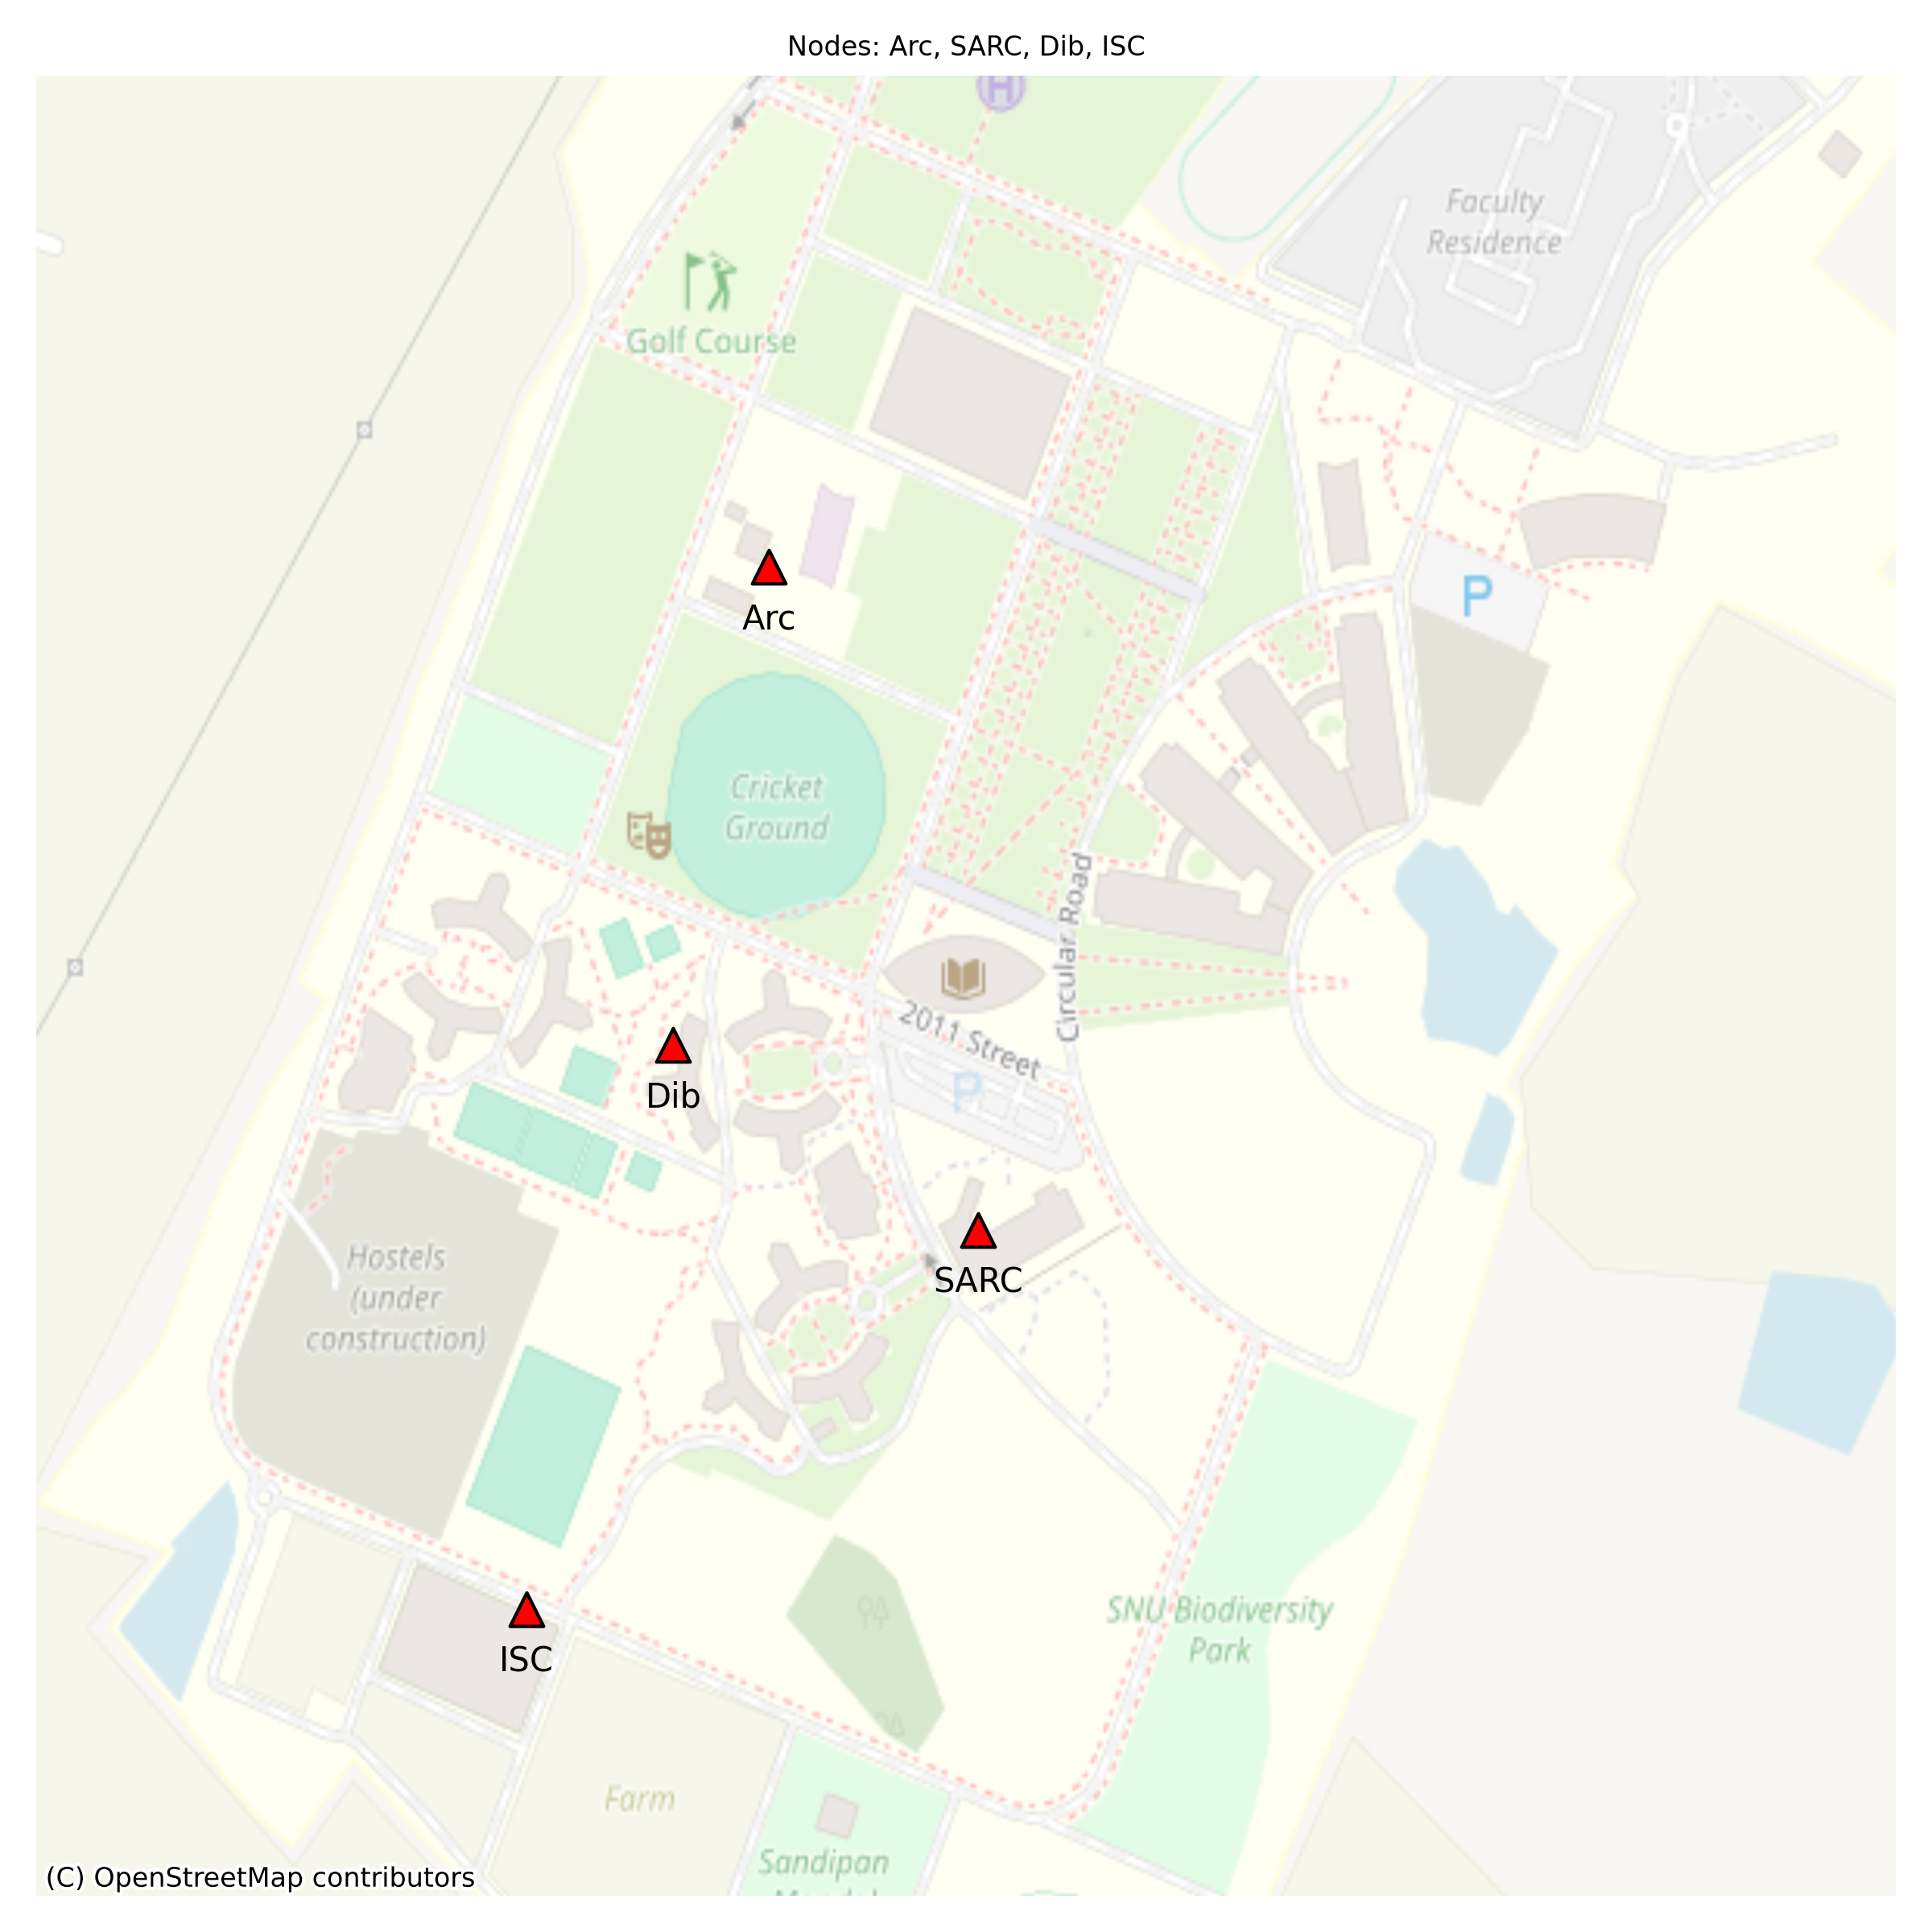 Nodes: Arc, SARC, Dib, ISC
H
Faculty
Residence
Golf Course
Arc
P
Cricket
Ground
Circular Road
2011 Street
Dib
P
SARC
Hostels
(under
construction)
ISC
SNU Biodiversity
Park
Farm
Sandipan
(C) OpenStreetMap contributors